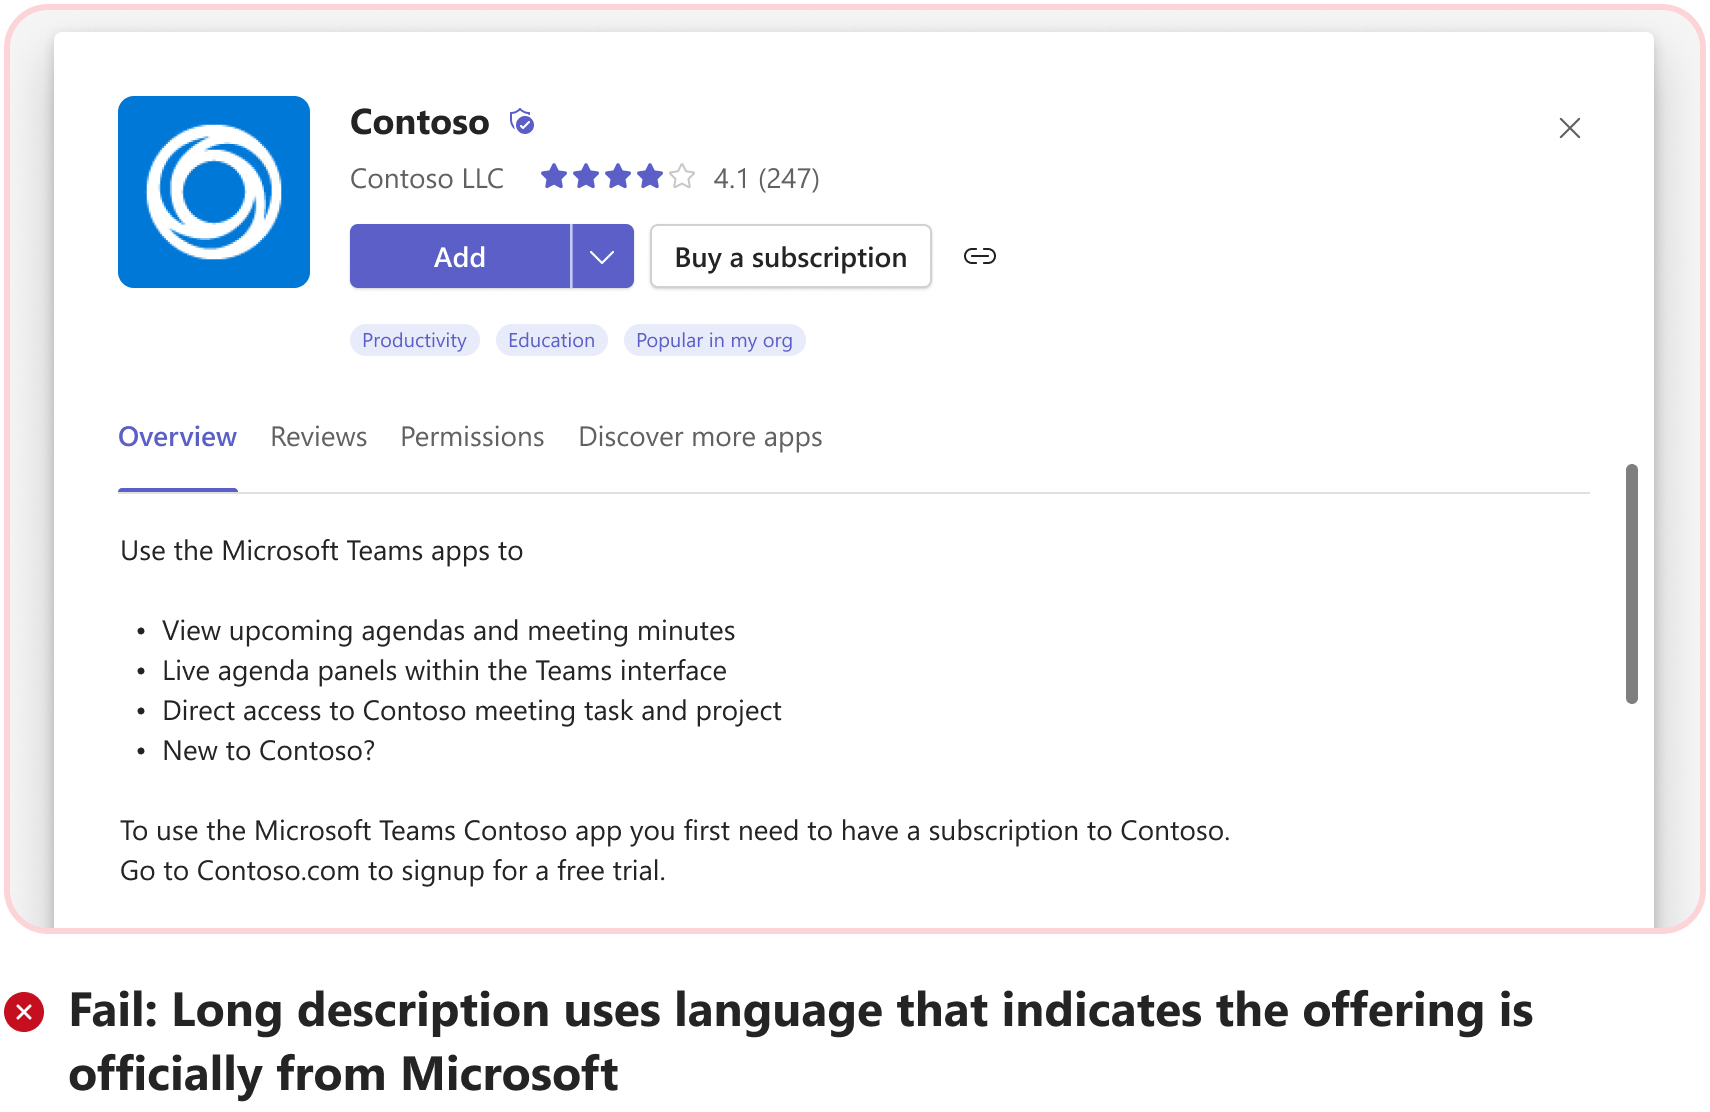 Contoso
Contoso LLC 4.1 (247)
Add Buy a subscription
Productivity Education Popular in my org
Overview Reviews Permissions Discover more apps
Use the Microsoft Teams apps to
• View upcoming agendas and meeting minutes
• Live agenda panels within the Teams interface
• Direct access to Contoso meeting task and project
• New to Contoso?
To use the Microsoft Teams Contoso app you first need to have a subscription to Contoso.
Go to Contoso.com to signup for a free trial.
Fail: Long description uses language that indicates the offering is
officially from Microsoft